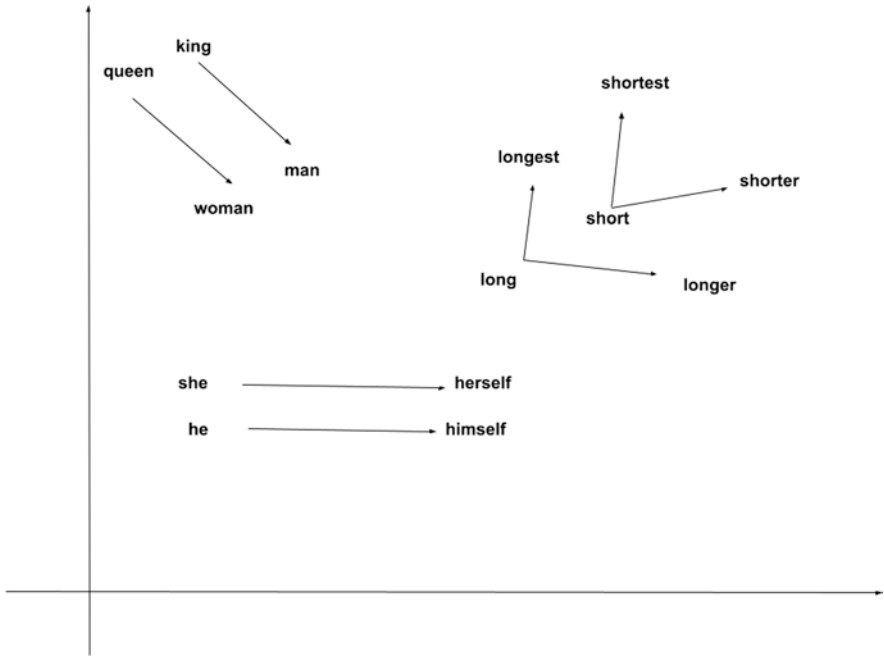 king
queen
man
woman
shortest
longest
shorter
short
long
longer
she
herself
he
himself